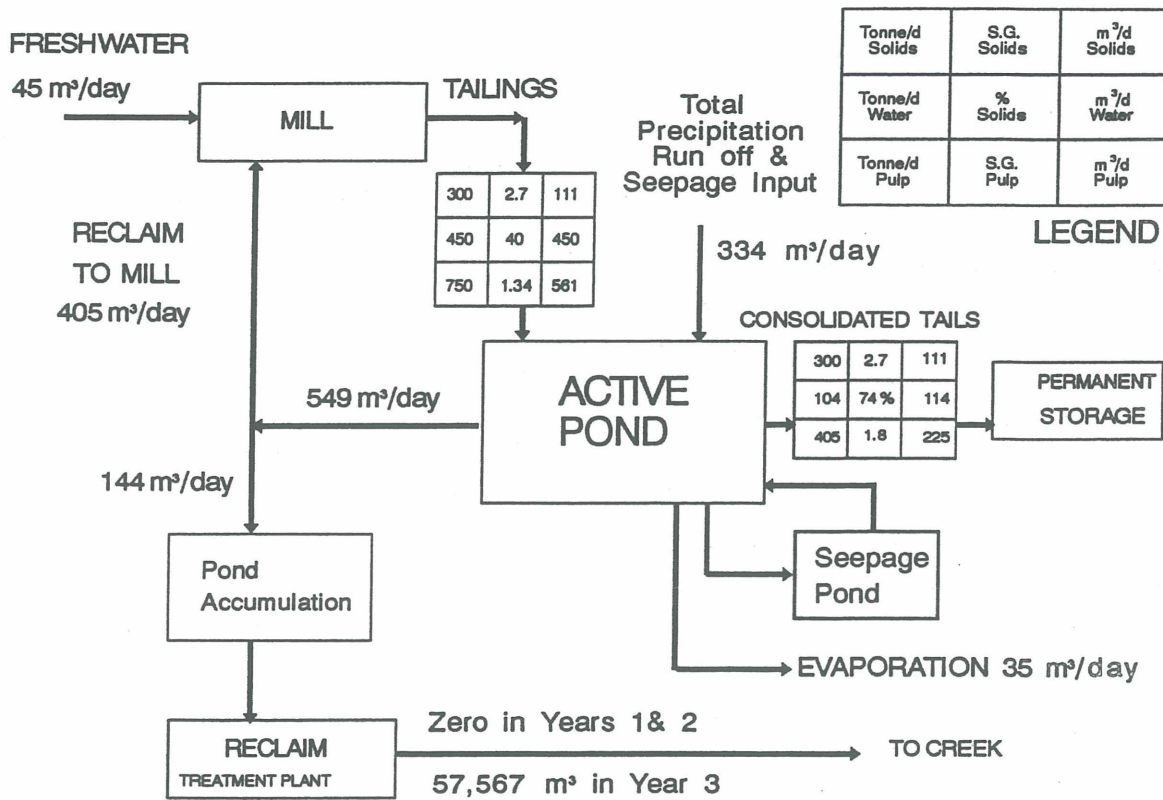 FRESHWATER
45 m³/day
MILL
TAILINGS
Total
Precipitation
Run off &
Seepage Input
Tonne/d Solids S.G. Solids m³/d Solids
Tonne/d Water % Solids m³/d Water
Tonne/d Pulp S.G. Pulp m³/d Pulp
LEGEND
300 2.7 111
450 40 450
750 1.34 561
RECLAIM
TO MILL
405 m³/day
334 m³/day
CONSOLIDATED TAILS
300 2.7 111
104 74% 114
405 1.8 225
PERMANENT
STORAGE
ACTIVE
POND
549 m³/day
144 m³/day
Pond
Accumulation
Seepage
Pond
EVAPORATION 35 m³/day
RECLAIM
TREATMENT PLANT
Zero in Years 1& 2
57,567 m³ in Year 3
TO CREEK